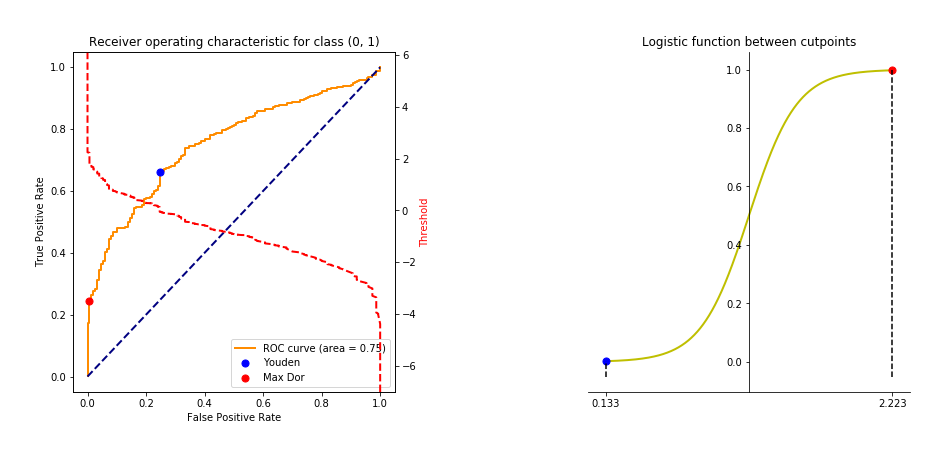 Receiver operating characteristic for class (0, 1)
True Positive Rate
1.0
0.8
0.6
0.4
0.2
0.0
0.0 0.2 0.4 0.6 0.8 1.0
False Positive Rate
6
4
2
0
−2
−4
−6
Threshold
ROC curve (area = 0.75)
Youden
Max Dor
Logistic function between cutpoints
1.0
0.8
0.6
0.4
0.2
0.0
0.133 2.223